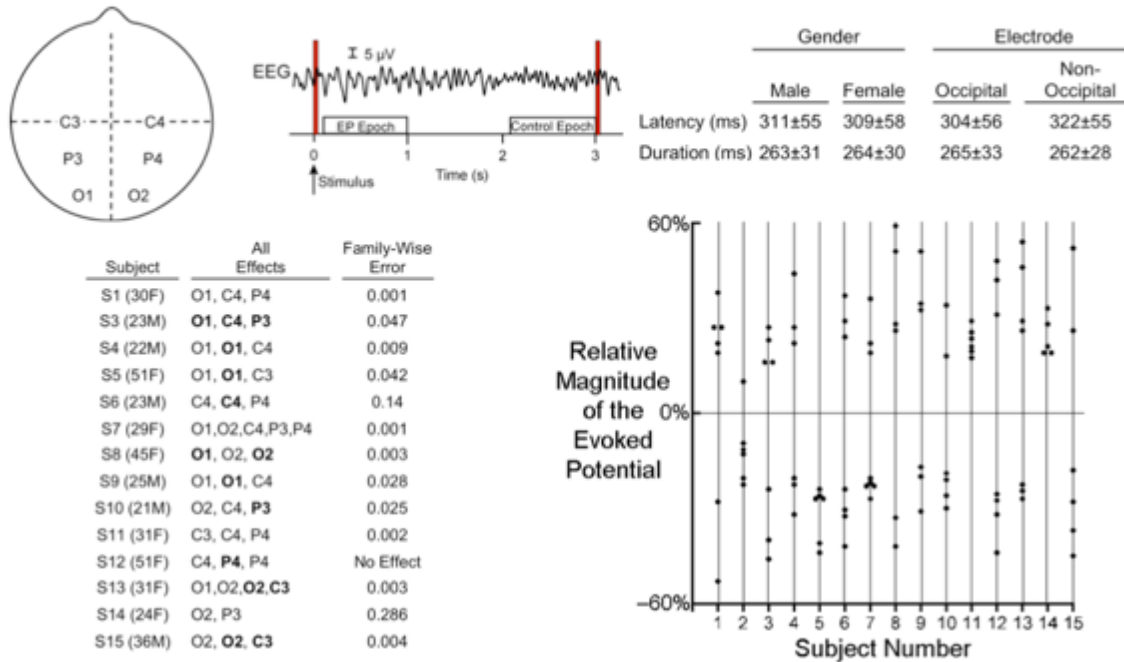 C3 C4
P3 P4
O1 O2
EEG
5 µV
EP Epoch
Control Epoch
0 1 2 3
Time (s)
Stimulus
Gender Electrode
Male Female Occipital Non-Occipital
Latency (ms) 311±55 309±58 304±56 322±55
Duration (ms) 263±31 264±30 265±33 262±28
Subject All Effects Family-Wise Error
S1 (30F) O1, C4, P4 0.001
S3 (23M) O1, C4, P3 0.047
S4 (22M) O1, O1, C4 0.009
S5 (51F) O1, O1, C3 0.042
S6 (23M) C4, C4, P4 0.14
S7 (29F) O1,O2,C4,P3,P4 0.001
S8 (45F) O1, O2, O2 0.003
S9 (25M) O1, O1, C4 0.028
S10 (21M) O2, C4, P3 0.025
S11 (31F) C3, C4, P4 0.002
S12 (51F) C4, P4, P4 No Effect
S13 (31F) O1,O2,O2,C3 0.003
S14 (24F) O2, P3 0.286
S15 (36M) O2, O2, C3 0.004
60%
0%
–60%
Relative
Magnitude
of the
Evoked
Potential
1 2 3 4 5 6 7 8 9 10 11 12 13 14 15
Subject Number